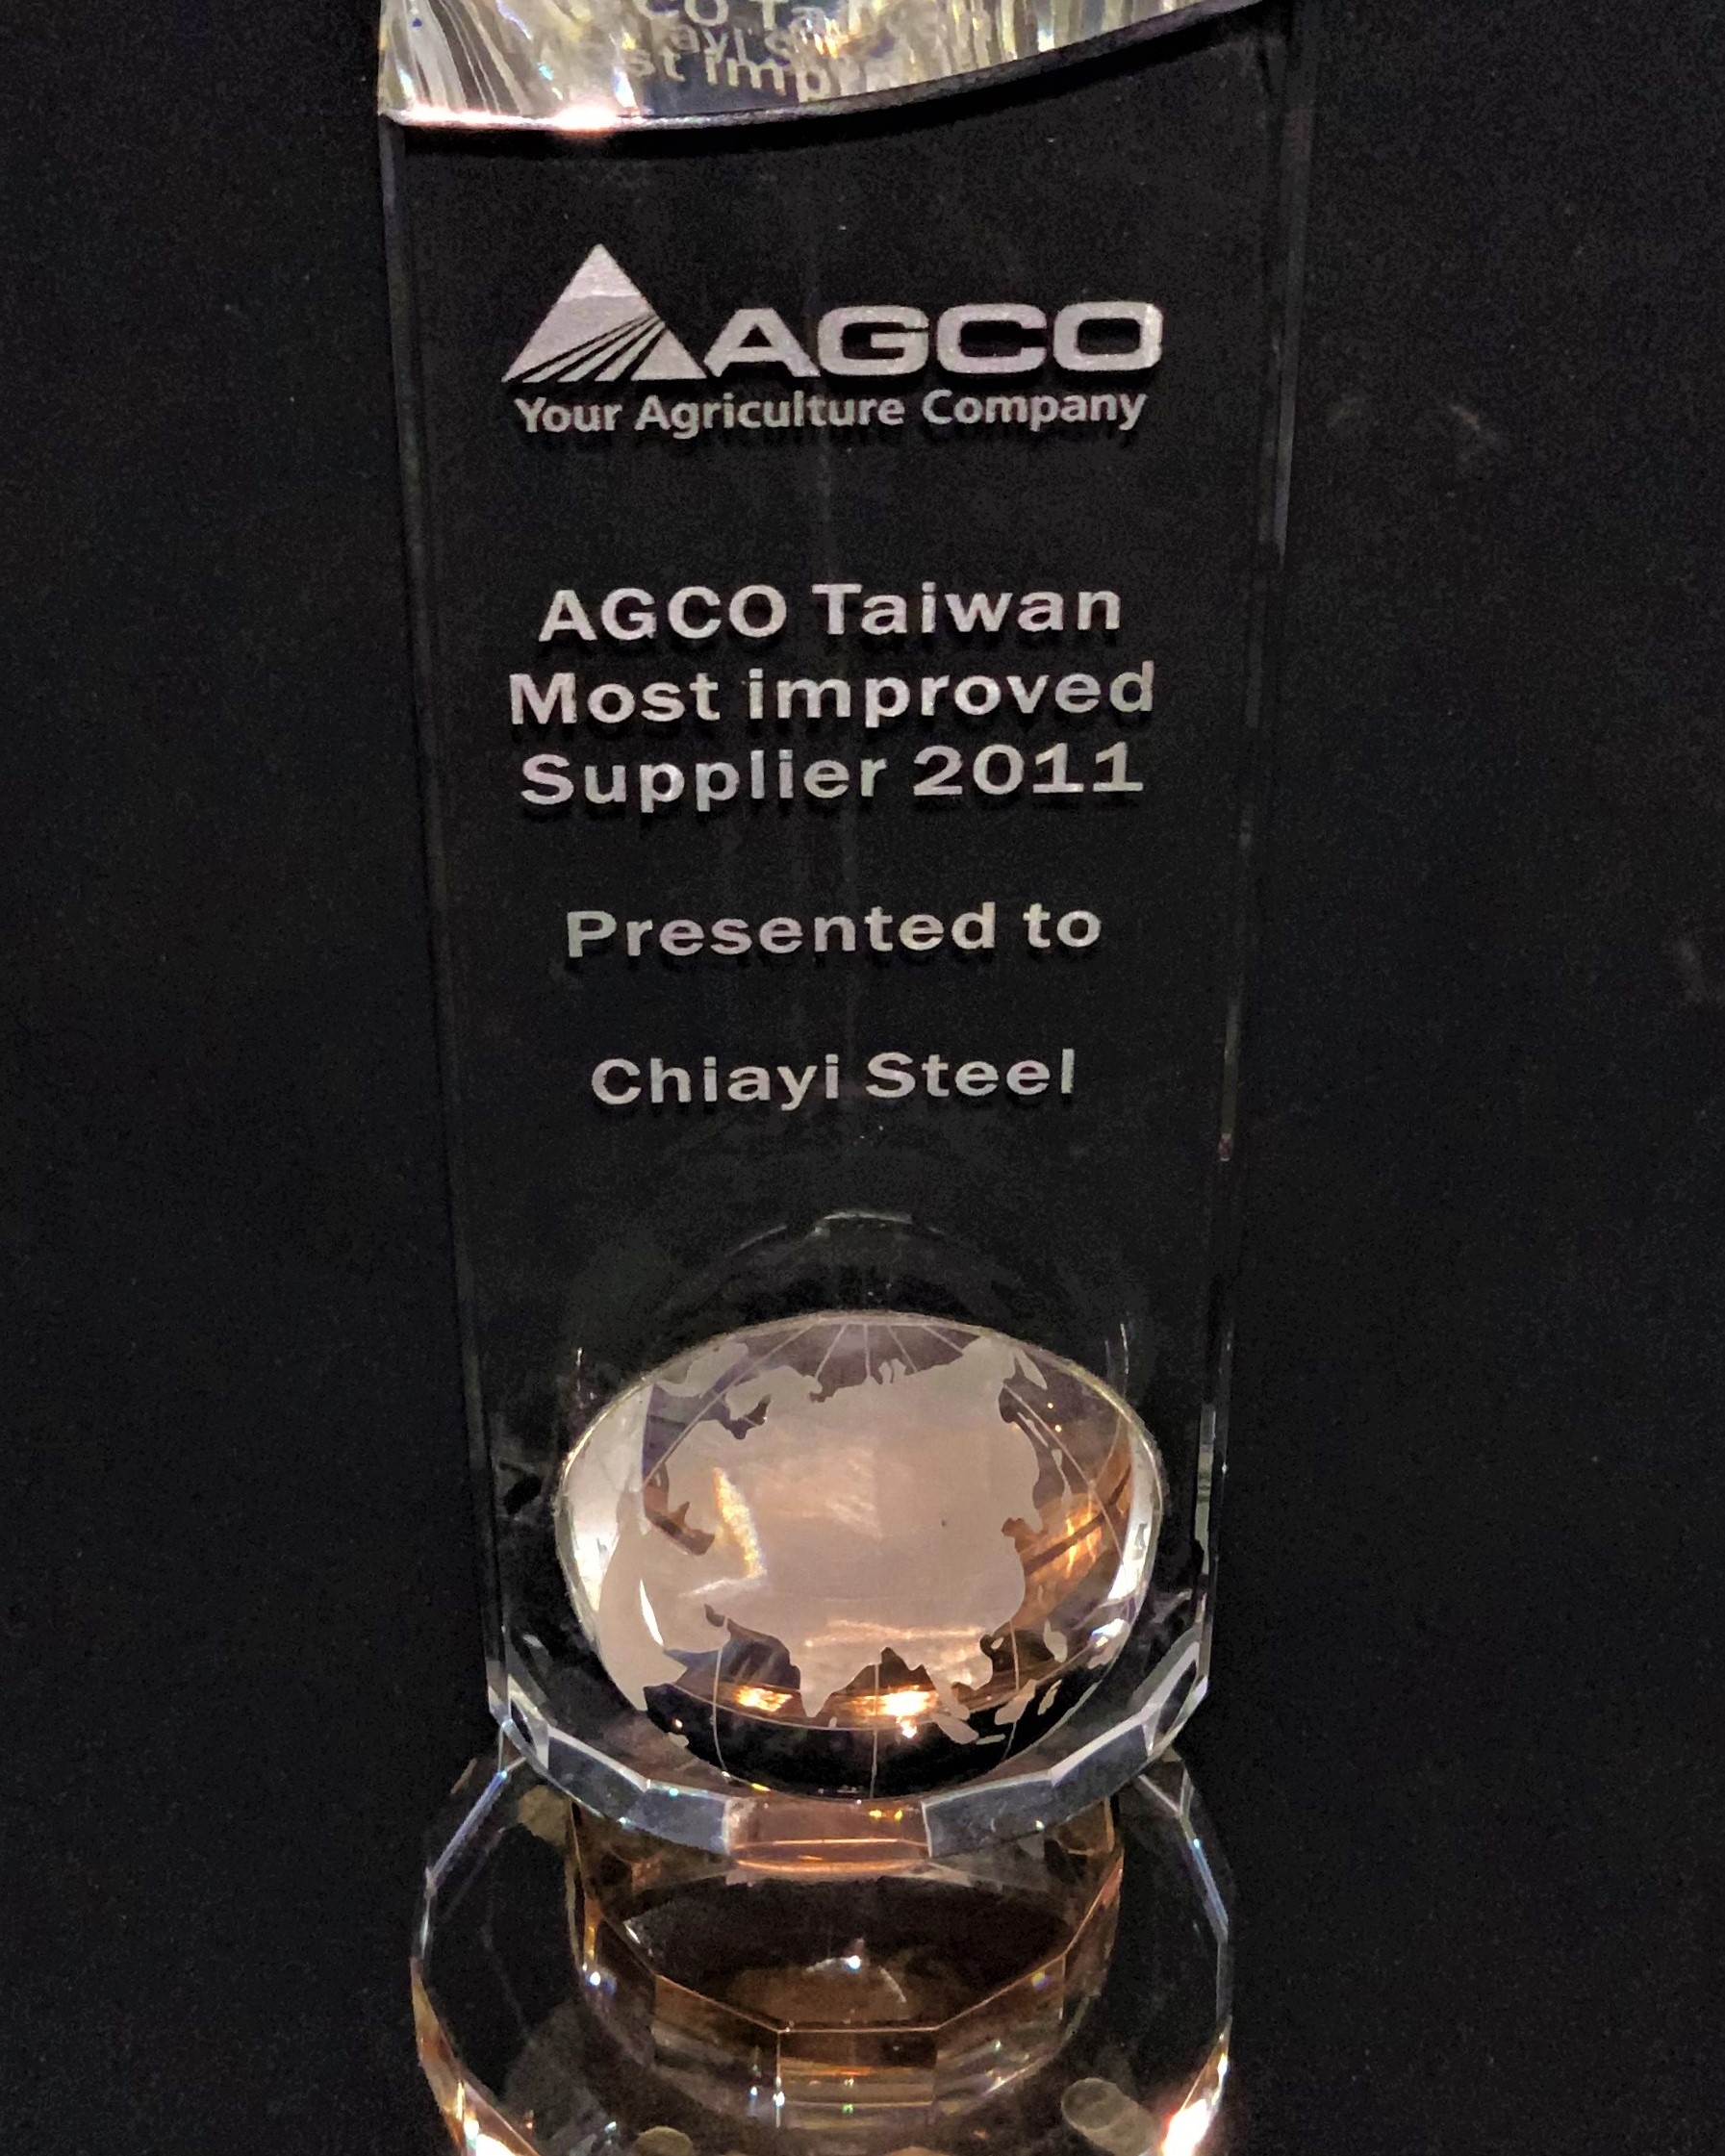 AGCO
Your Agriculture Company
AGCO Taiwan
Most improved
Supplier 2011
Presented to
Chiayi Steel